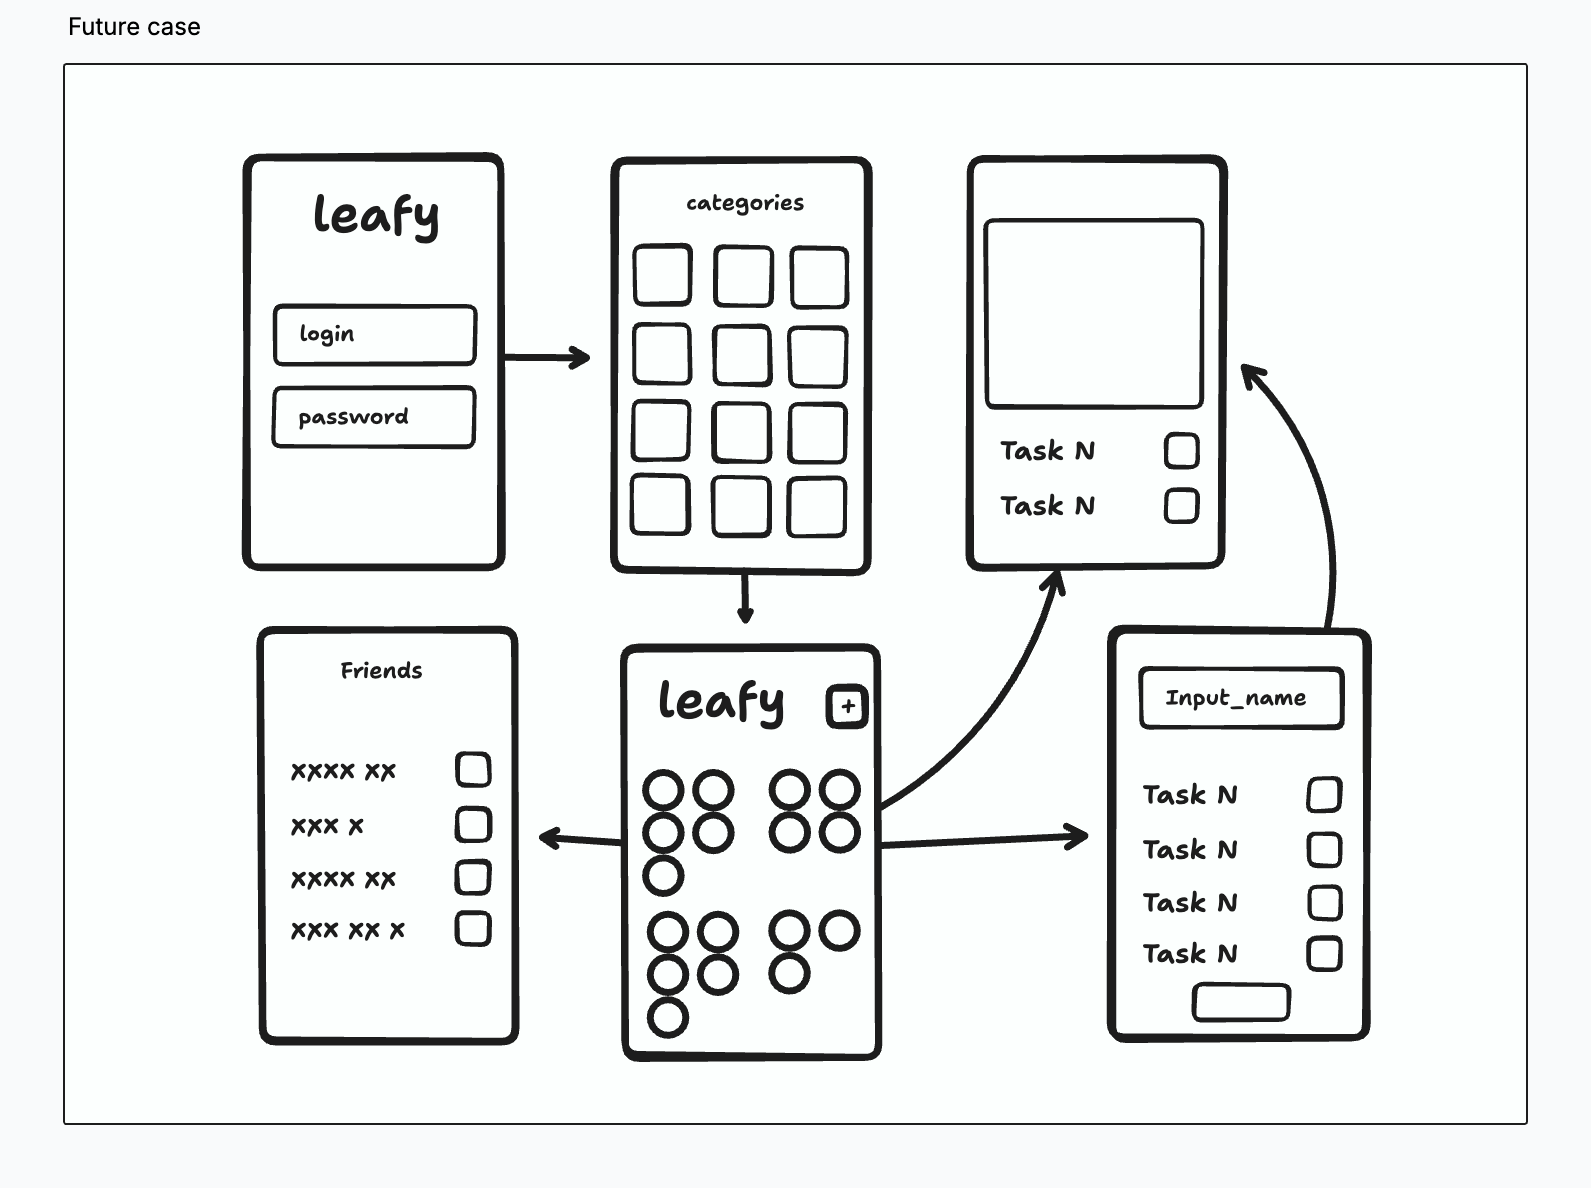 Future case
leafy
login
password
categories
Task N
Task N
Friends
xxxx xx
xxx x
xxxx xx
xxx xx x
leafy
+
Input_name
Task N
Task N
Task N
Task N